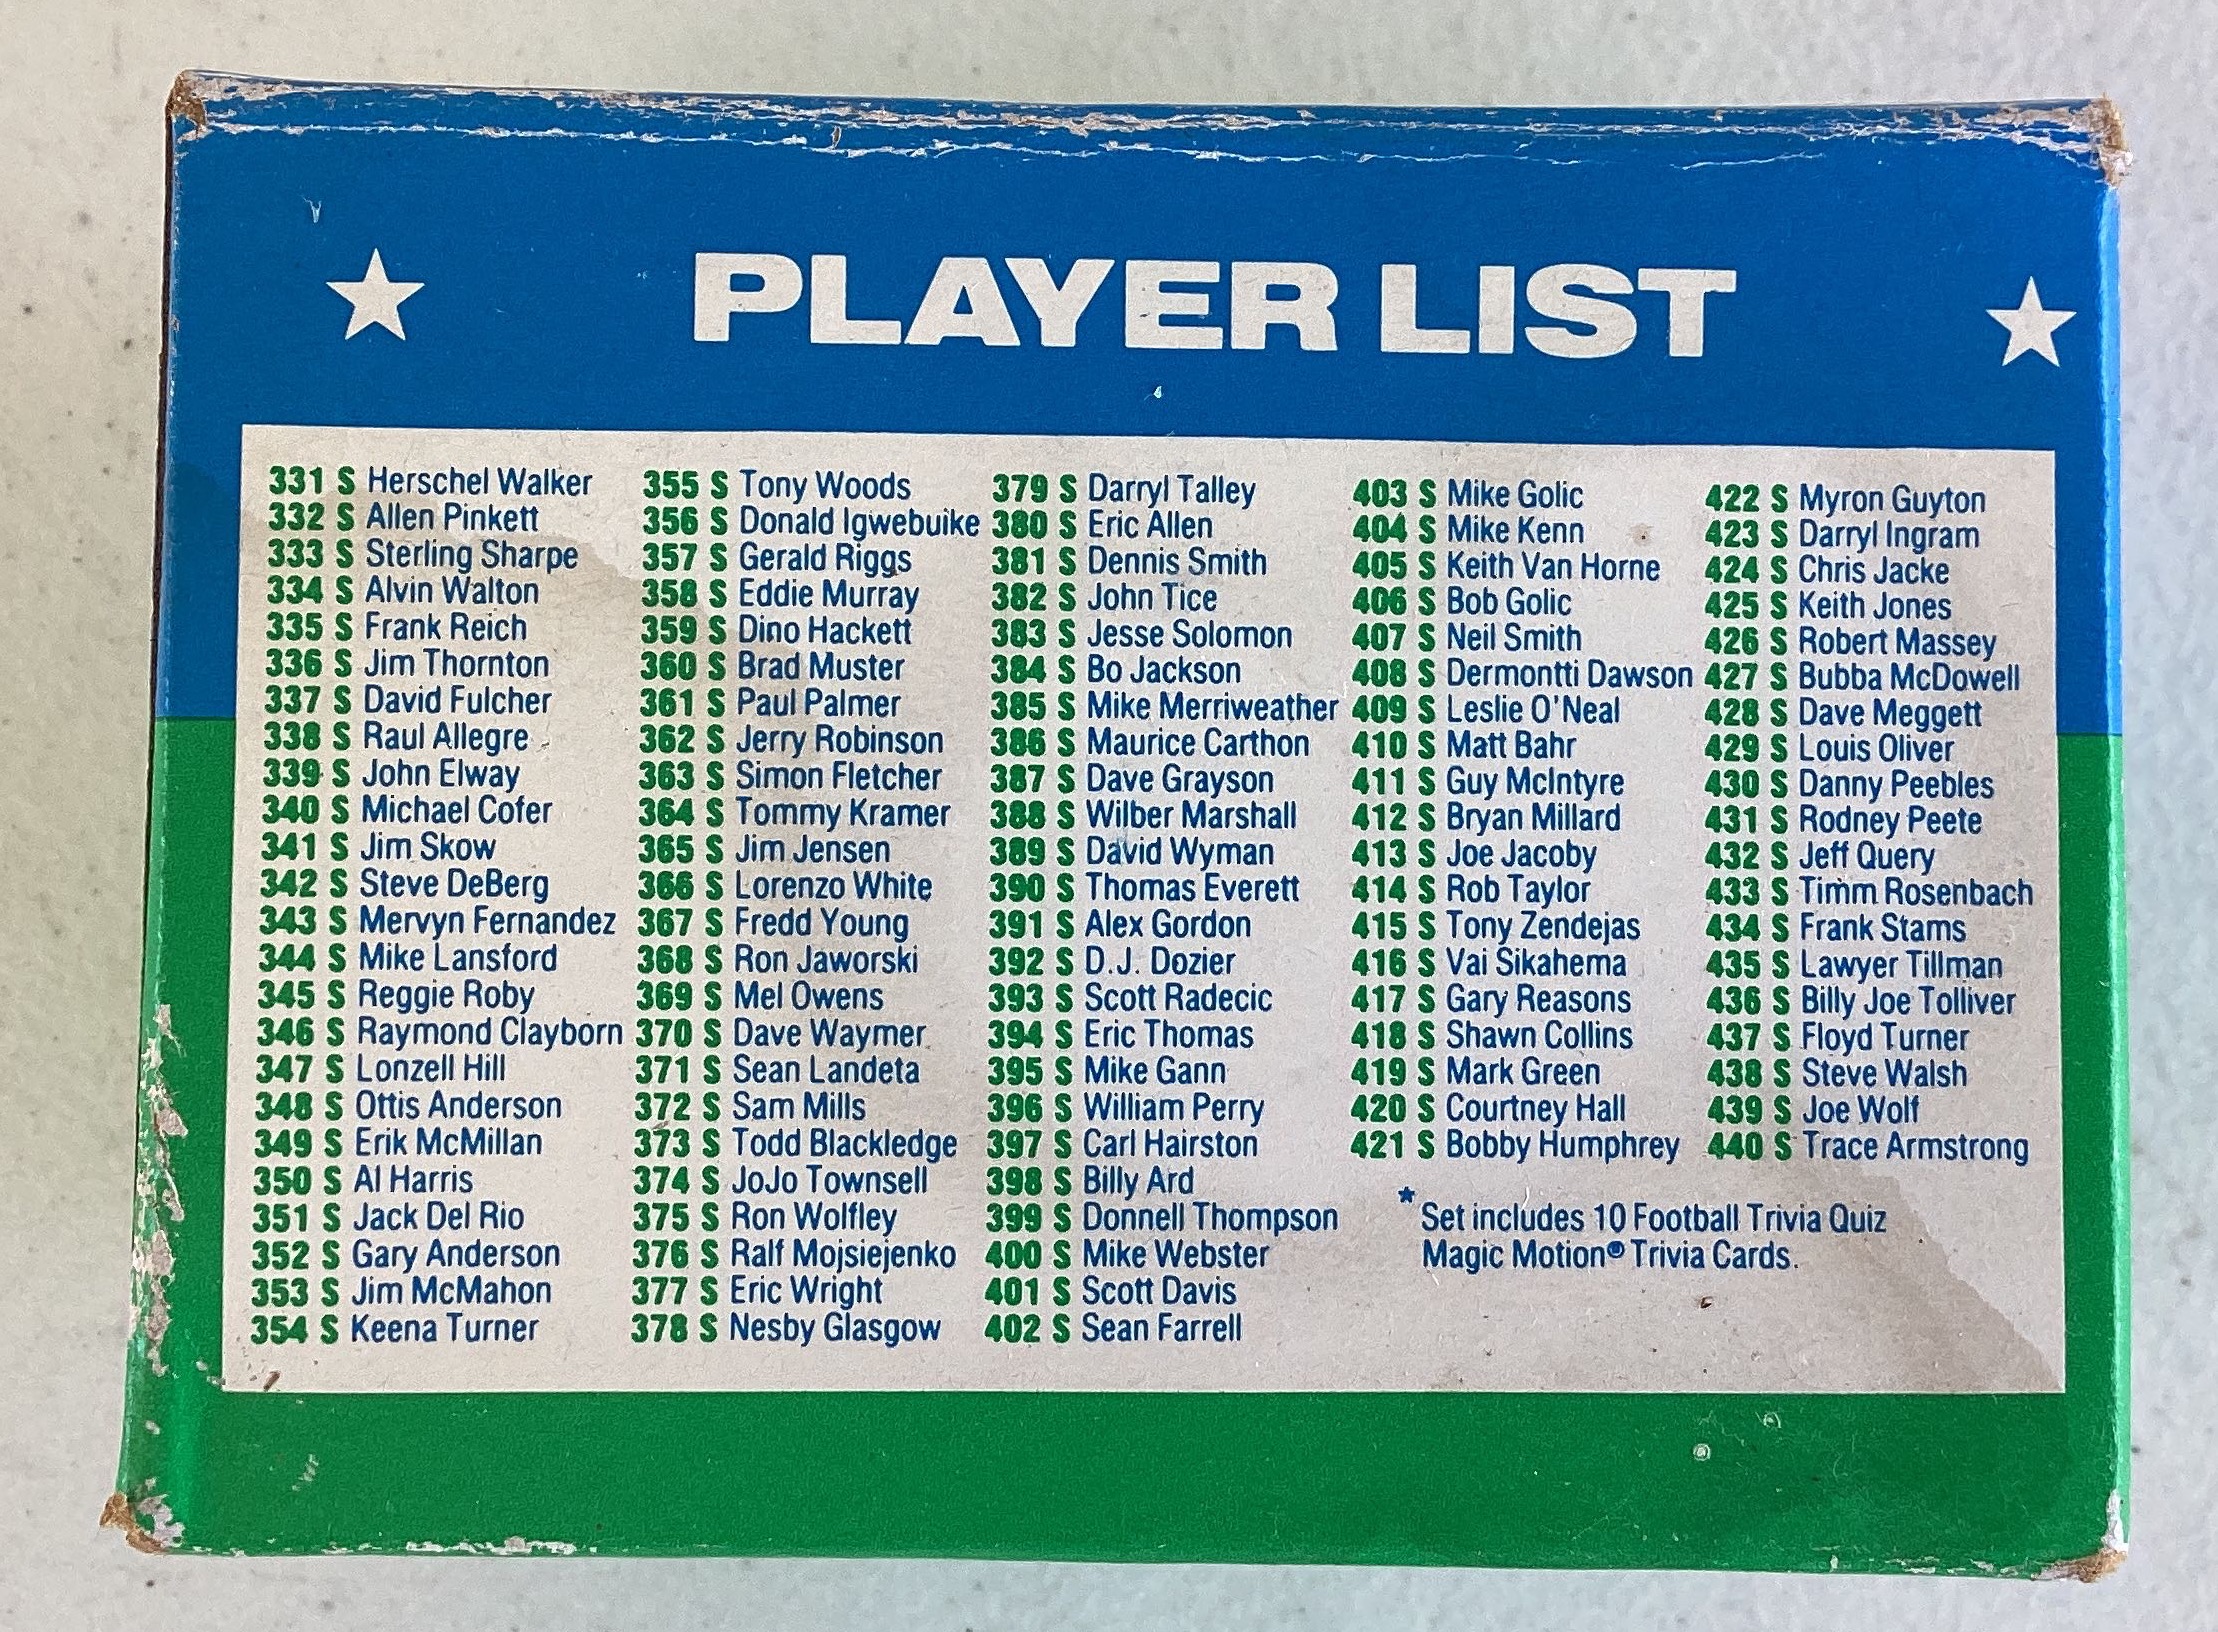 PLAYER LIST
331 S Herschel Walker
332 S Allen Pinkett
333 S Sterling Sharpe
334 S Alvin Walton
335 S Frank Reich
336 S Jim Thornton
337 S David Fulcher
338 S Raul Allegre
339 S John Elway
340 S Michael Cofer
341 S Jim Skow
342 S Steve DeBerg
343 S Mervyn Fernandez
344 S Mike Lansford
345 S Reggie Roby
346 S Raymond Clayborn
347 S Lonzell Hill
348 S Ottis Anderson
349 S Erik McMillan
350 S Al Harris
351 S Jack Del Rio
352 S Gary Anderson
353 S Jim McMahon
354 S Keena Turner
355 S Tony Woods
356 S Donald Igwebuike
357 S Gerald Riggs
358 S Eddie Murray
359 S Dino Hackett
360 S Brad Muster
361 S Paul Palmer
362 S Jerry Robinson
363 S Simon Fletcher
364 S Tommy Kramer
365 S Jim Jensen
366 S Lorenzo White
367 S Fredd Young
368 S Ron Jaworski
369 S Mel Owens
370 S Dave Waymer
371 S Sean Landeta
372 S Sam Mills
373 S Todd Blackledge
374 S JoJo Townsell
375 S Ron Wolfley
376 S Ralf Mojsiejenko
377 S Eric Wright
378 S Nesby Glasgow
379 S Darryl Talley
380 S Eric Allen
381 S Dennis Smith
382 S John Tice
383 S Jesse Solomon
384 S Bo Jackson
385 S Mike Merriweather
386 S Maurice Carthon
387 S Dave Grayson
388 S Wilber Marshall
389 S David Wyman
390 S Thomas Everett
391 S Alex Gordon
392 S D.J. Dozier
393 S Scott Radecic
394 S Eric Thomas
395 S Mike Gann
396 S William Perry
397 S Carl Hairston
398 S Billy Ard
399 S Donnell Thompson
400 S Mike Webster
401 S Scott Davis
402 S Sean Farrell
403 S Mike Golic
404 S Mike Kenn
405 S Keith Van Horne
406 S Bob Golic
407 S Neil Smith
408 S Dermontti Dawson
409 S Leslie O'Neal
410 S Matt Bahr
411 S Guy McIntyre
412 S Bryan Millard
413 S Joe Jacoby
414 S Rob Taylor
415 S Tony Zendejas
416 S Vai Sikahema
417 S Gary Reasons
418 S Shawn Collins
419 S Mark Green
420 S Courtney Hall
421 S Bobby Humphrey
422 S Myron Guyton
423 S Darryl Ingram
424 S Chris Jacke
425 S Keith Jones
426 S Robert Massey
427 S Bubba McDowell
428 S Dave Meggett
429 S Louis Oliver
430 S Danny Peebles
431 S Rodney Peete
432 S Jeff Query
433 S Timm Rosenbach
434 S Frank Stams
435 S Lawyer Tillman
436 S Billy Joe Tolliver
437 S Floyd Turner
438 S Steve Walsh
439 S Joe Wolf
440 S Trace Armstrong
*Set includes 10 Football Trivia Quiz
Magic Motion® Trivia Cards.